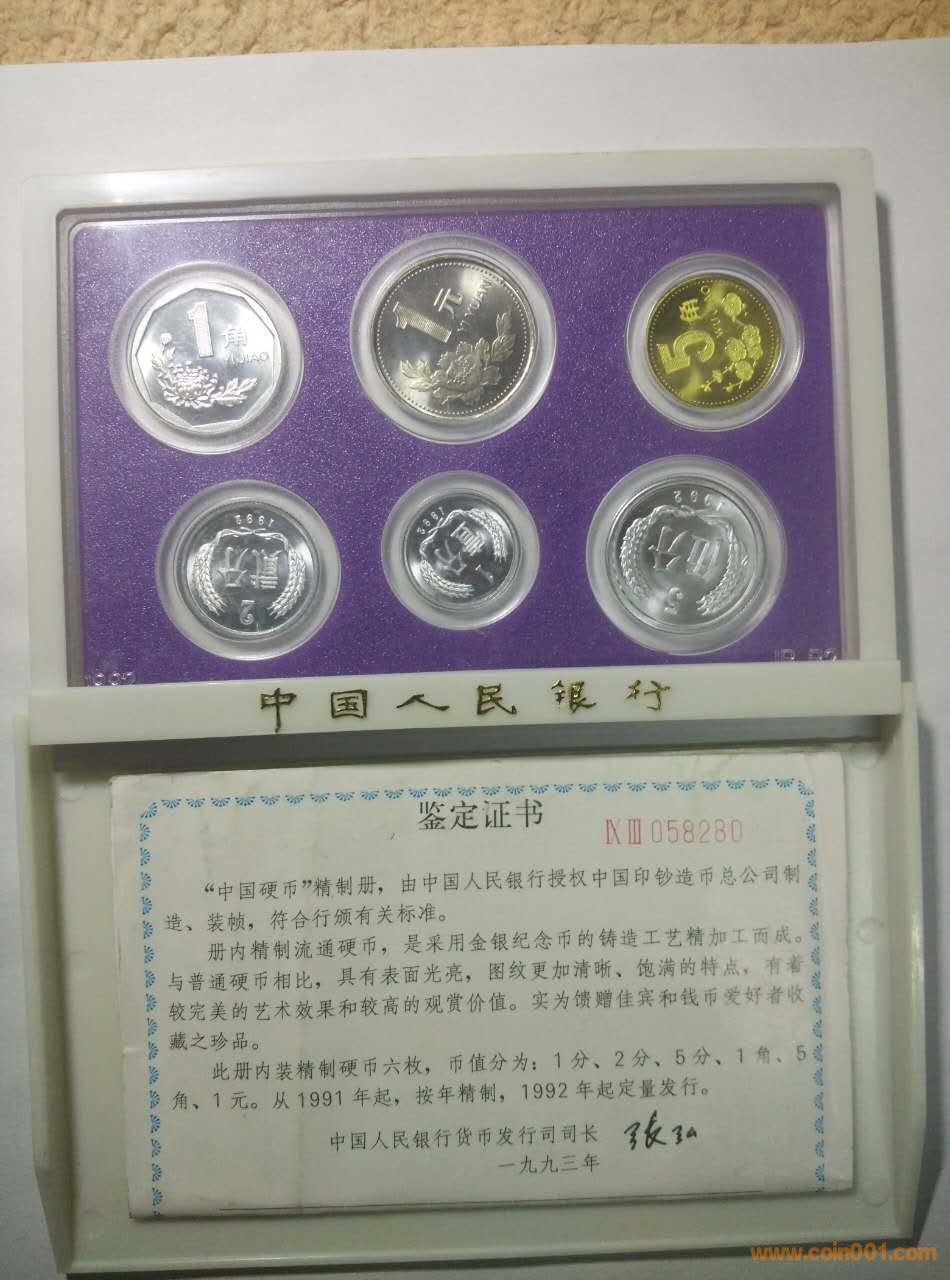 1角
YIJIAO
1元
YI YUAN
5角
WU JIAO
1992
贰分
2
1992
壹分
1
1992
伍分
5
中国人民银行
鉴定证书
IX III 058280
“中国硬币”精制册，由中国人民银行授权中国印钞造币总公司制
造、装帧，符合行颁有关标准。
册内精制流通硬币，是采用金银纪念币的铸造工艺精加工而成。
与普通硬币相比，具有表面光亮，图纹更加清晰、饱满的特点，有着
较完美的艺术效果和较高的观赏价值。实为馈赠佳宾和钱币爱好者收
藏之珍品。
此册内装精制硬币六枚，币值分为：1分、2分、5分、1角、5
角、1元。从1991年起，按年精制，1992年起定量发行。
中国人民银行货币发行司司长 张弘
一九九三年
www.coin001.com